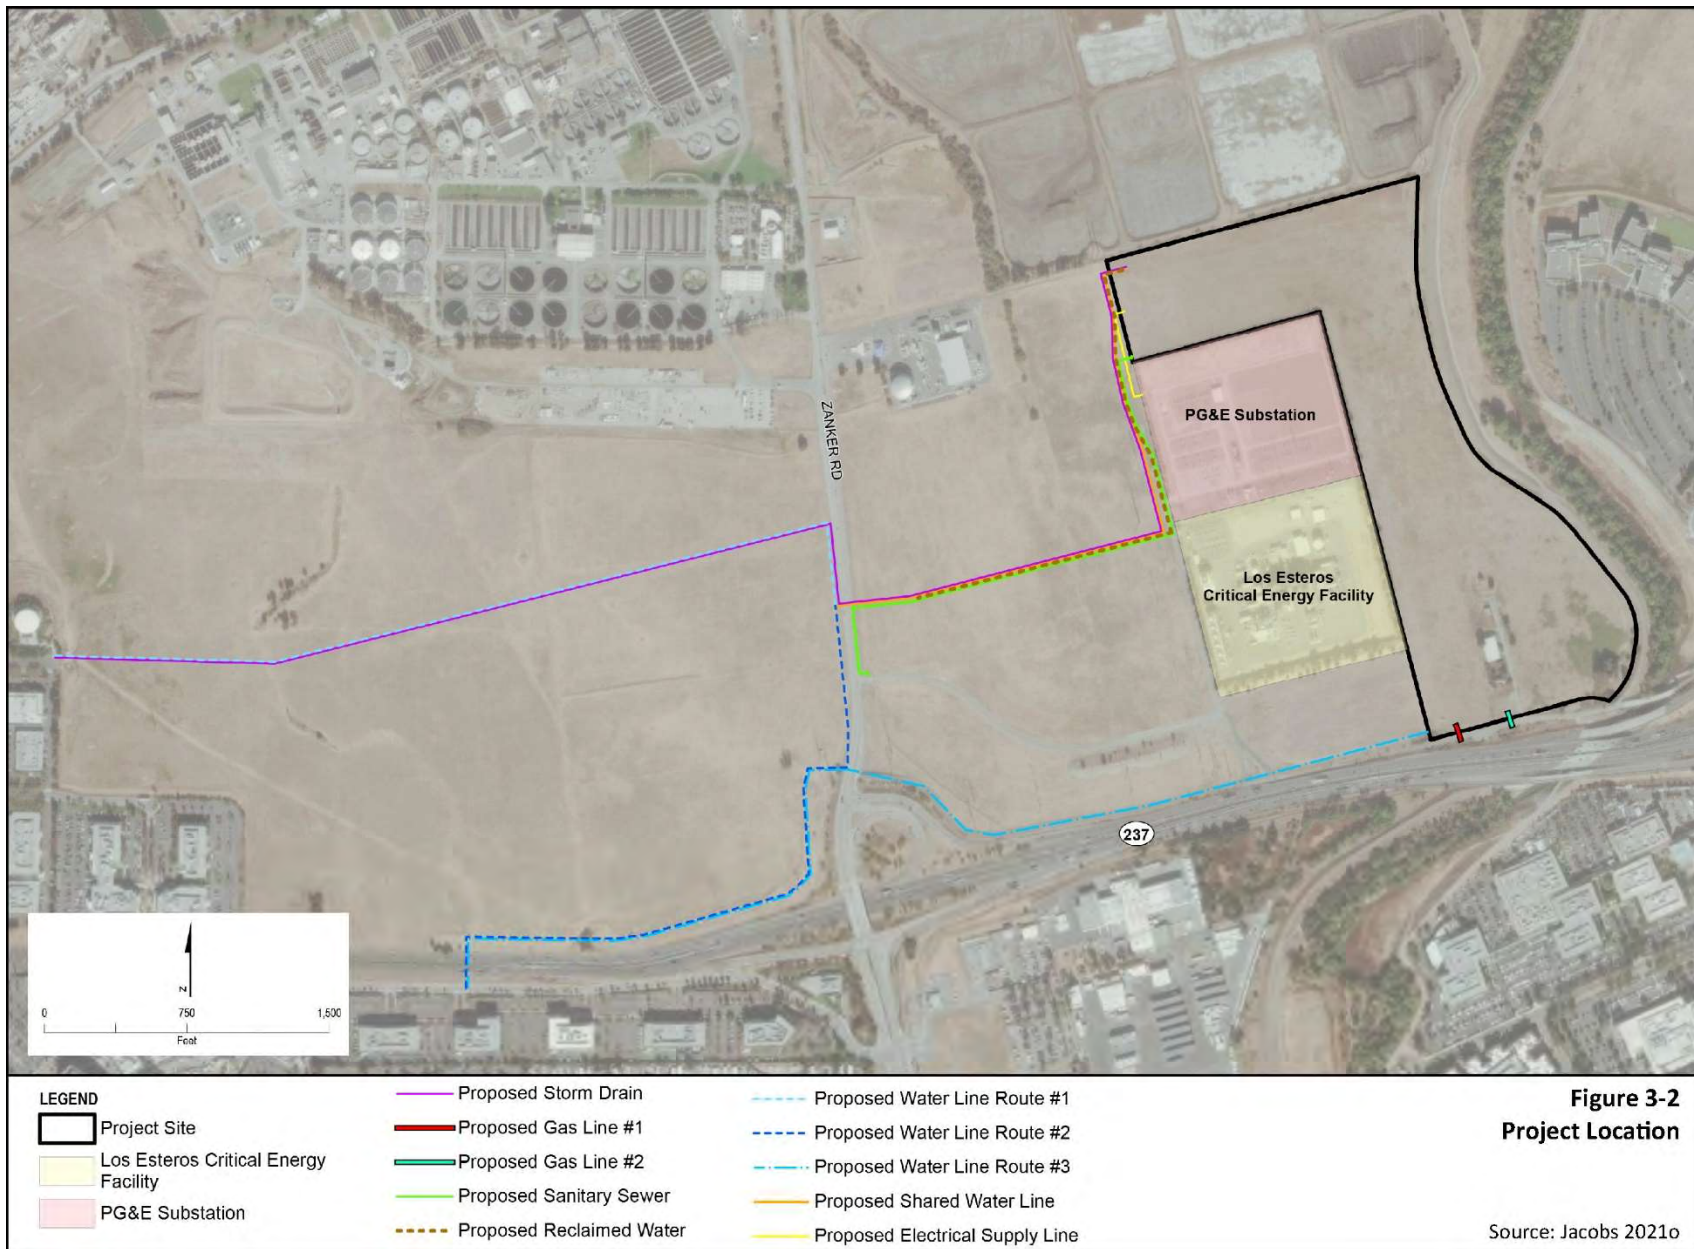 ZANKER RD
PG&E Substation
Los Esteros
Critical Energy Facility
237
N
0 750 1,500
Feet
LEGEND
Project Site
Los Esteros Critical Energy
Facility
PG&E Substation
Proposed Storm Drain
Proposed Gas Line #1
Proposed Gas Line #2
Proposed Sanitary Sewer
Proposed Reclaimed Water
Proposed Water Line Route #1
Proposed Water Line Route #2
Proposed Water Line Route #3
Proposed Shared Water Line
Proposed Electrical Supply Line
Figure 3-2
Project Location
Source: Jacobs 2021o